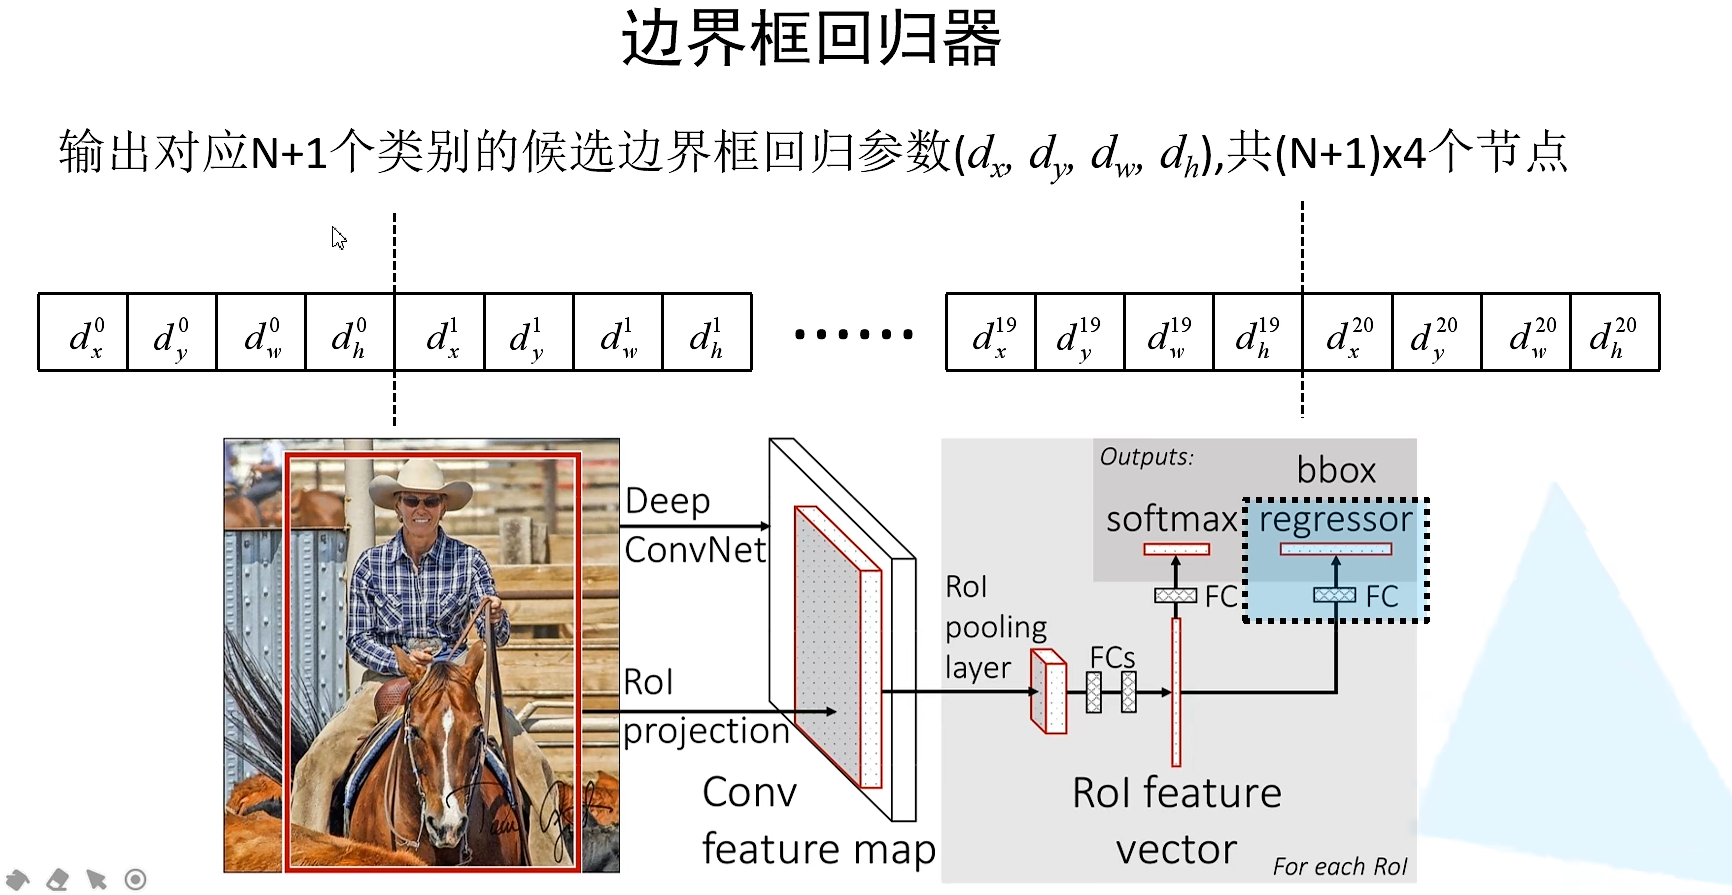 边界框回归器
输出对应N+1个类别的候选边界框回归参数(dx, dy, dw, dh),共(N+1)x4个节点
d_x^0 d_y^0 d_w^0 d_h^0 d_x^1 d_y^1 d_w^1 d_h^1 ······ d_x^19 d_y^19 d_w^19 d_h^19 d_x^20 d_y^20 d_w^20 d_h^20
Deep
ConvNet
RoI
projection
Conv
feature map
Outputs:
bbox
softmax
regressor
FC
FC
RoI
pooling
layer
FCs
RoI feature
vector
For each RoI